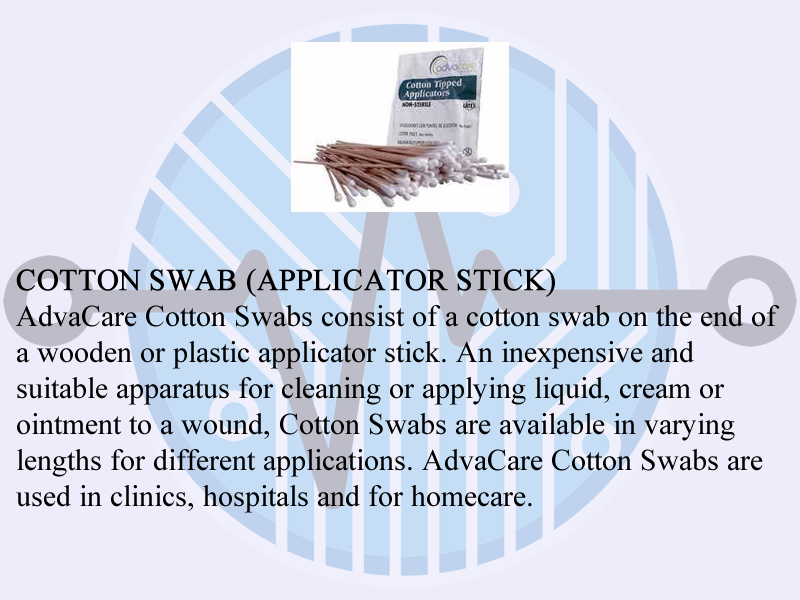 advacare
Cotton Tipped
Applicators
NON-STERILE
LATEX
COTTON SWAB (APPLICATOR STICK)
AdvaCare Cotton Swabs consist of a cotton swab on the end of
a wooden or plastic applicator stick. An inexpensive and
suitable apparatus for cleaning or applying liquid, cream or
ointment to a wound, Cotton Swabs are available in varying
lengths for different applications. AdvaCare Cotton Swabs are
used in clinics, hospitals and for homecare.